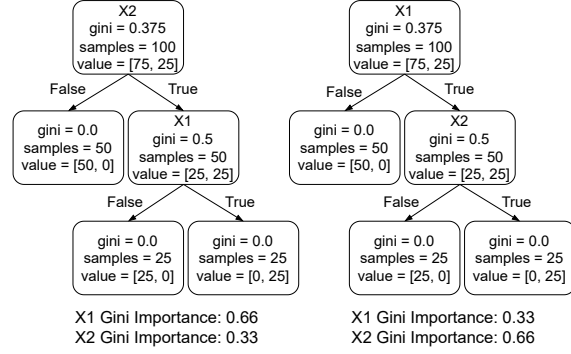 X2
gini = 0.375
samples = 100
value = [75, 25]
False
True
gini = 0.0
samples = 50
value = [50, 0]
X1
gini = 0.5
samples = 50
value = [25, 25]
False
True
gini = 0.0
samples = 25
value = [25, 0]
gini = 0.0
samples = 25
value = [0, 25]
X1 Gini Importance: 0.66
X2 Gini Importance: 0.33
X1
gini = 0.375
samples = 100
value = [75, 25]
False
True
gini = 0.0
samples = 50
value = [50, 0]
X2
gini = 0.5
samples = 50
value = [25, 25]
False
True
gini = 0.0
samples = 25
value = [25, 0]
gini = 0.0
samples = 25
value = [0, 25]
X1 Gini Importance: 0.33
X2 Gini Importance: 0.66